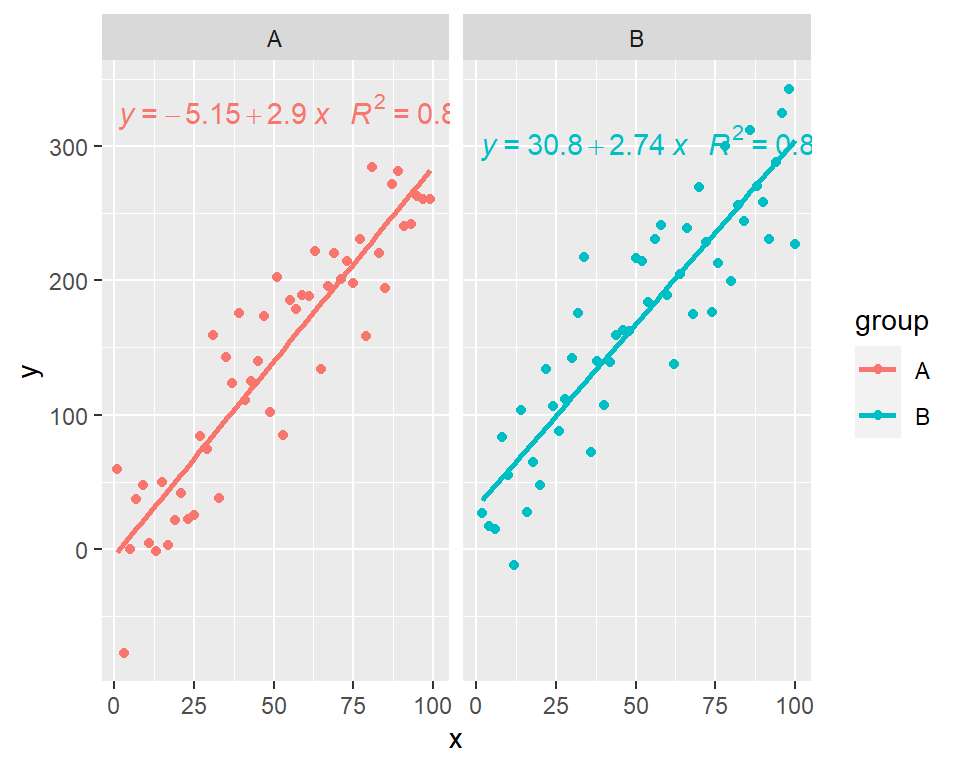 A
B
y = −5.15 + 2.9 x R² = 0.8
y = 30.8 + 2.74 x R² = 0.8
300
200
100
0
y
0 25 50 75 100
0 25 50 75 100
x
group
A
B